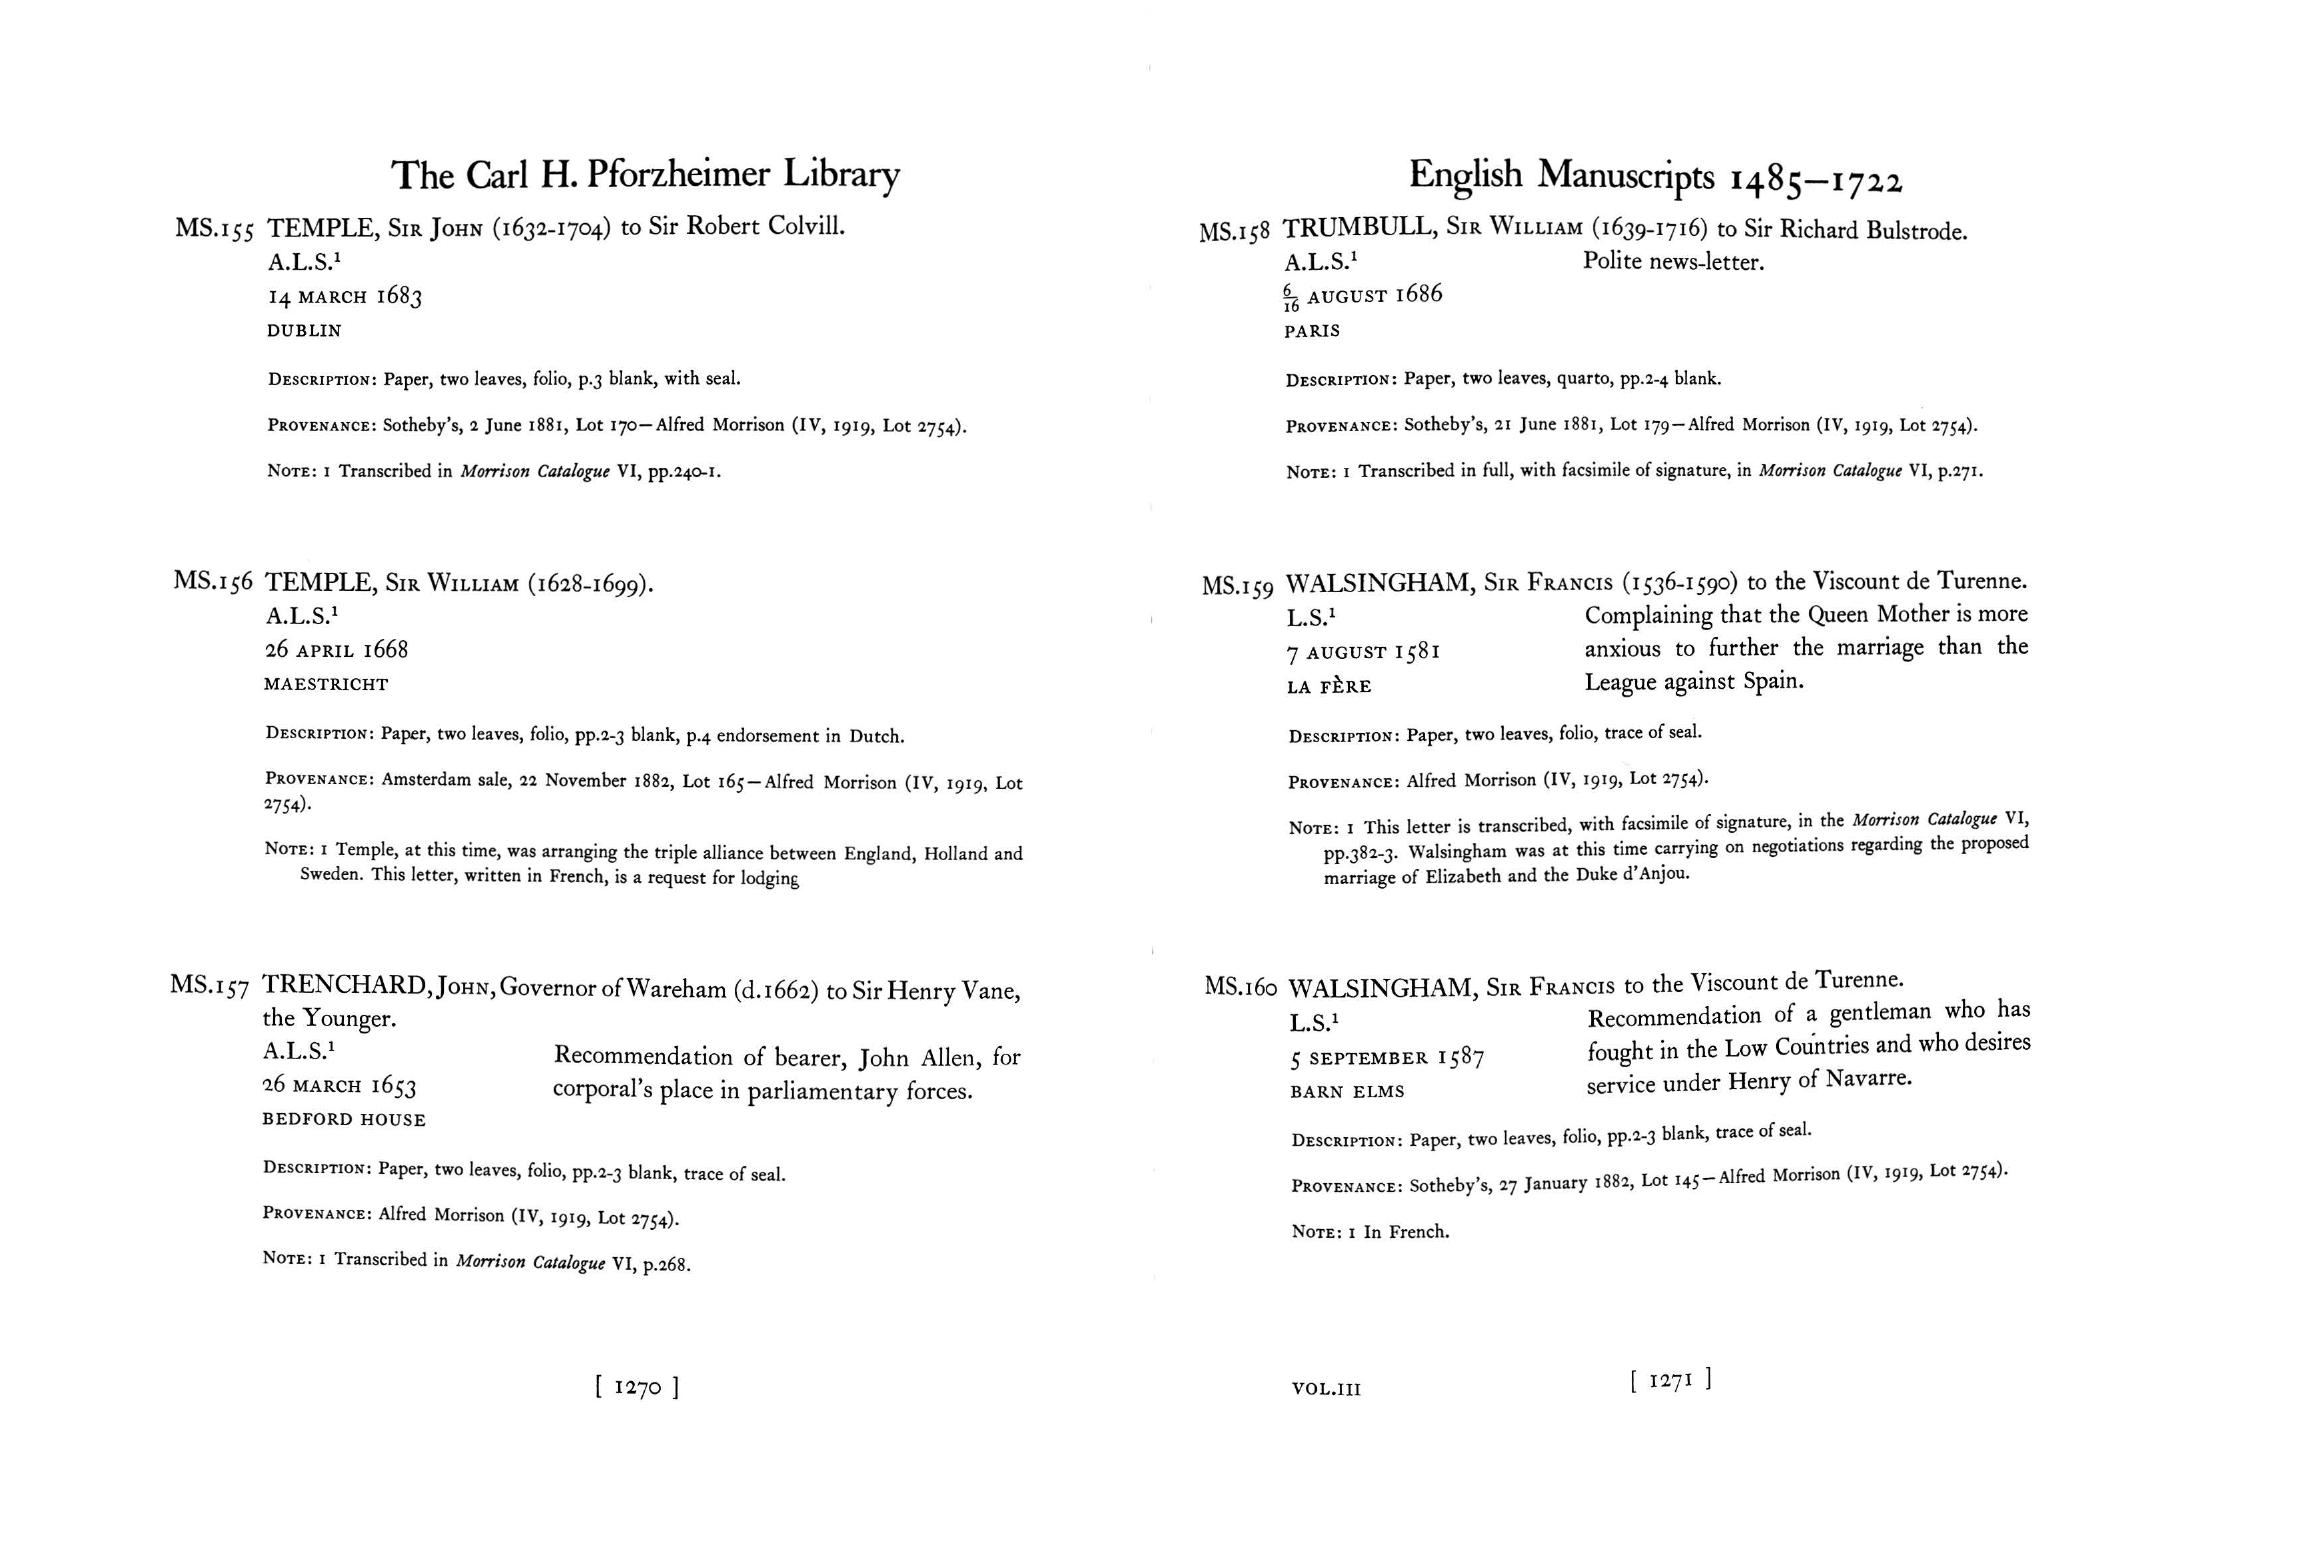 The Carl H. Pforzheimer Library
MS.155 TEMPLE, Sir John (1632-1704) to Sir Robert Colvill.
A.L.S.¹
14 MARCH 1683
DUBLIN
Description: Paper, two leaves, folio, p.3 blank, with seal.
Provenance: Sotheby's, 2 June 1881, Lot 170—Alfred Morrison (IV, 1919, Lot 2754).
Note: 1 Transcribed in Morrison Catalogue VI, pp.240-1.
MS.156 TEMPLE, Sir William (1628-1699).
A.L.S.¹
26 APRIL 1668
MAESTRICHT
Description: Paper, two leaves, folio, pp.2-3 blank, p.4 endorsement in Dutch.
Provenance: Amsterdam sale, 22 November 1882, Lot 165—Alfred Morrison (IV, 1919, Lot
2754).
Note: 1 Temple, at this time, was arranging the triple alliance between England, Holland and
Sweden. This letter, written in French, is a request for lodging
MS.157 TRENCHARD, John, Governor of Wareham (d.1662) to Sir Henry Vane,
the Younger.
A.L.S.¹
26 MARCH 1653
BEDFORD HOUSE
Recommendation of bearer, John Allen, for
corporal's place in parliamentary forces.
Description: Paper, two leaves, folio, pp.2-3 blank, trace of seal.
Provenance: Alfred Morrison (IV, 1919, Lot 2754).
Note: 1 Transcribed in Morrison Catalogue VI, p.268.
[ 1270 ]
English Manuscripts 1485—1722
MS.158 TRUMBULL, Sir William (1639-1716) to Sir Richard Bulstrode.
A.L.S.¹ Polite news-letter.
6/16 AUGUST 1686
PARIS
Description: Paper, two leaves, quarto, pp.2-4 blank.
Provenance: Sotheby's, 21 June 1881, Lot 179—Alfred Morrison (IV, 1919, Lot 2754).
Note: 1 Transcribed in full, with facsimile of signature, in Morrison Catalogue VI, p.271.
MS.159 WALSINGHAM, Sir Francis (1536-1590) to the Viscount de Turenne.
L.S.¹
7 AUGUST 1581
LA FÈRE
Complaining that the Queen Mother is more
anxious to further the marriage than the
League against Spain.
Description: Paper, two leaves, folio, trace of seal.
Provenance: Alfred Morrison (IV, 1919, Lot 2754).
Note: 1 This letter is transcribed, with facsimile of signature, in the Morrison Catalogue VI,
pp.382-3. Walsingham was at this time carrying on negotiations regarding the proposed
marriage of Elizabeth and the Duke d'Anjou.
MS.160 WALSINGHAM, Sir Francis to the Viscount de Turenne.
L.S.¹
5 SEPTEMBER 1587
BARN ELMS
Recommendation of a gentleman who has
fought in the Low Countries and who desires
service under Henry of Navarre.
Description: Paper, two leaves, folio, pp.2-3 blank, trace of seal.
Provenance: Sotheby's, 27 January 1882, Lot 145—Alfred Morrison (IV, 1919, Lot 2754).
Note: 1 In French.
VOL.III
[ 1271 ]